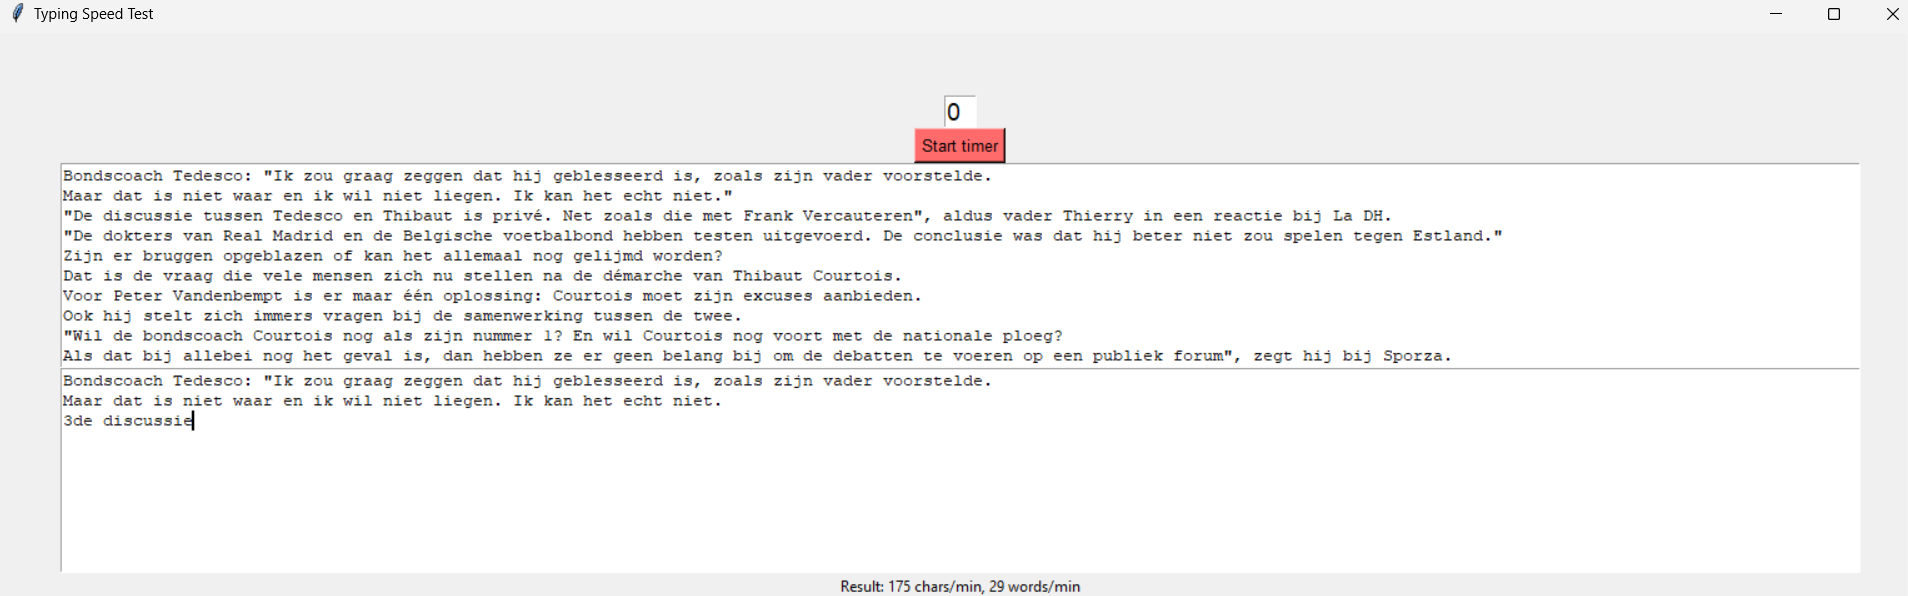 Typing Speed Test
0
Start timer
Bondscoach Tedesco: "Ik zou graag zeggen dat hij geblesseerd is, zoals zijn vader voorstelde.
Maar dat is niet waar en ik wil niet liegen. Ik kan het echt niet."
"De discussie tussen Tedesco en Thibaut is privé. Net zoals die met Frank Vercauteren", aldus vader Thierry in een reactie bij La DH.
"De dokters van Real Madrid en de Belgische voetbalbond hebben testen uitgevoerd. De conclusie was dat hij beter niet zou spelen tegen Estland."
Zijn er bruggen opgeblazen of kan het allemaal nog gelijmd worden?
Dat is de vraag die vele mensen zich nu stellen na de démarche van Thibaut Courtois.
Voor Peter Vandenbempt is er maar één oplossing: Courtois moet zijn excuses aanbieden.
Ook hij stelt zich immers vragen bij de samenwerking tussen de twee.
"Wil de bondscoach Courtois nog als zijn nummer 1? En wil Courtois nog voort met de nationale ploeg?
Als dat bij allebei nog het geval is, dan hebben ze er geen belang bij om de debatten te voeren op een publiek forum", zegt hij bij Sporza.
Bondscoach Tedesco: "Ik zou graag zeggen dat hij geblesseerd is, zoals zijn vader voorstelde.
Maar dat is niet waar en ik wil niet liegen. Ik kan het echt niet.
3de discussie
Result: 175 chars/min, 29 words/min